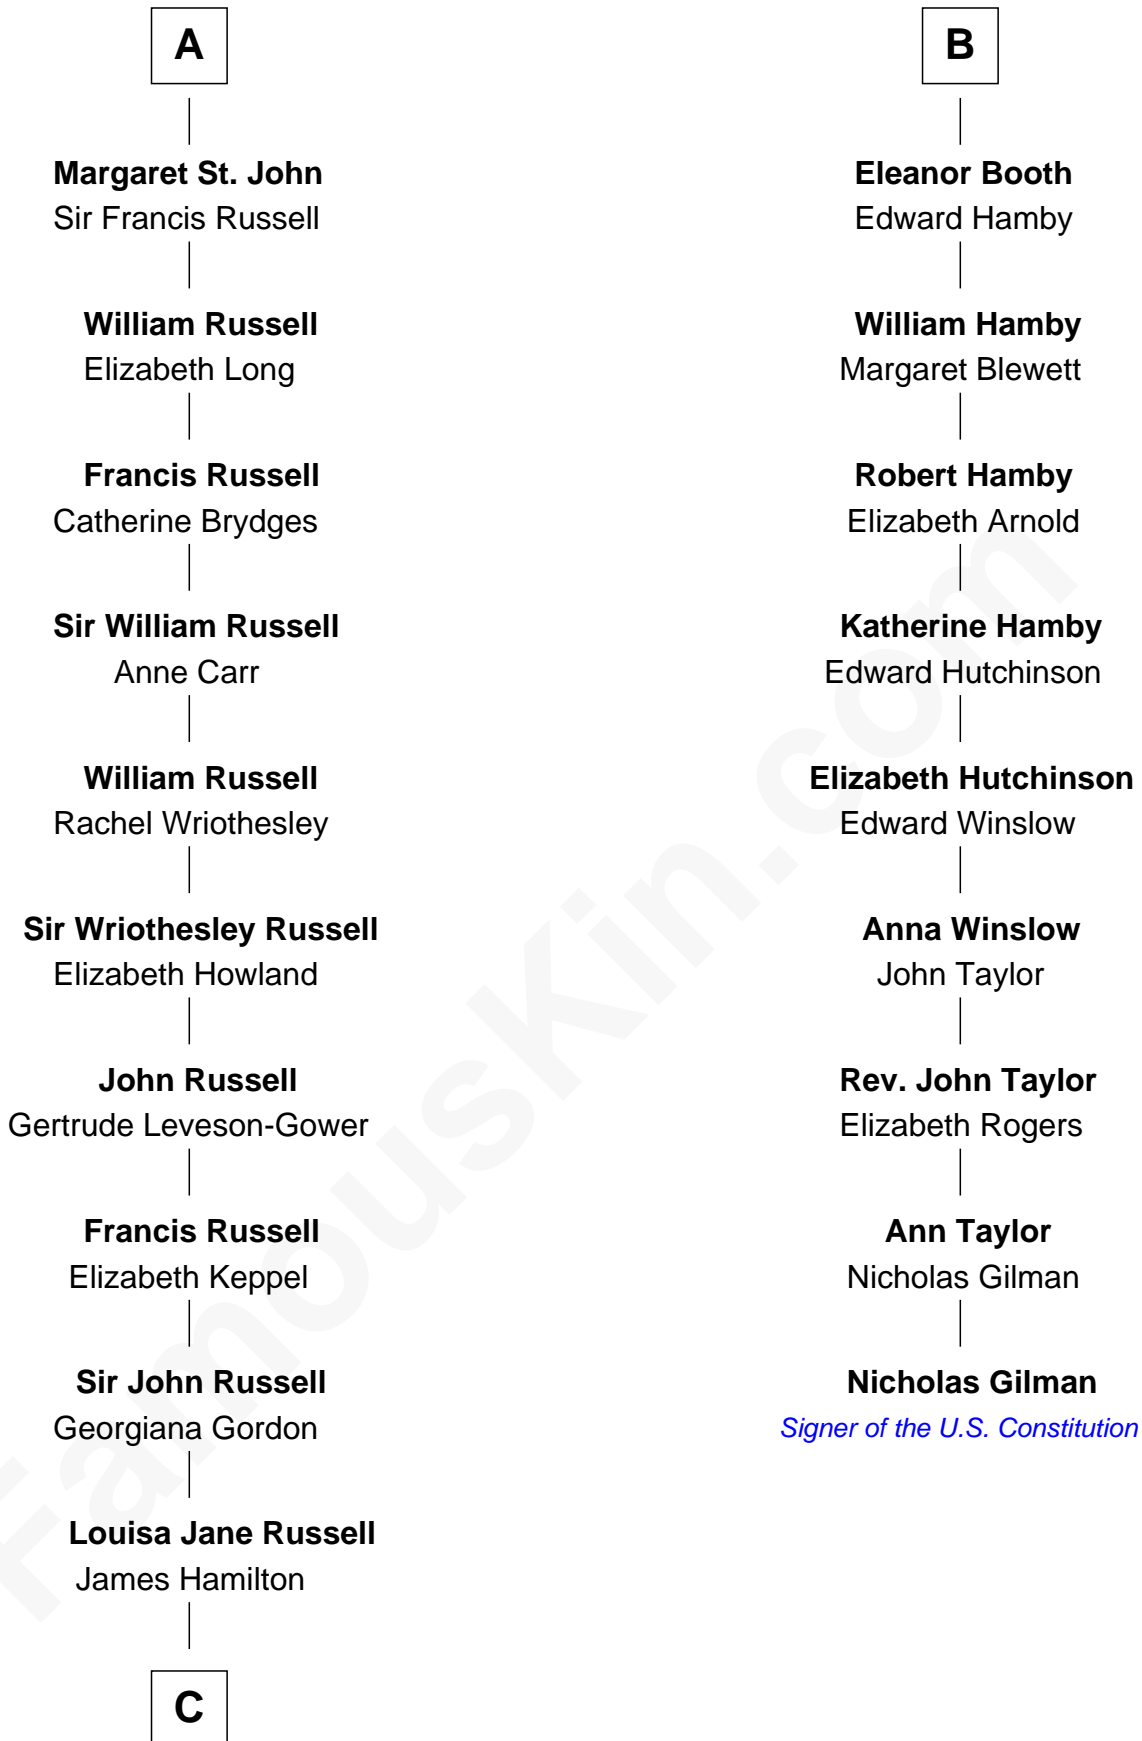 A
Margaret St. John
Sir Francis Russell
William Russell
Elizabeth Long
Francis Russell
Catherine Brydges
Sir William Russell
Anne Carr
William Russell
Rachel Wriothesley
Sir Wriothesley Russell
Elizabeth Howland
John Russell
Gertrude Leveson-Gower
Francis Russell
Elizabeth Keppel
Sir John Russell
Georgiana Gordon
Louisa Jane Russell
James Hamilton
C
B
Eleanor Booth
Edward Hamby
William Hamby
Margaret Blewett
Robert Hamby
Elizabeth Arnold
Katherine Hamby
Edward Hutchinson
Elizabeth Hutchinson
Edward Winslow
Anna Winslow
John Taylor
Rev. John Taylor
Elizabeth Rogers
Ann Taylor
Nicholas Gilman
Nicholas Gilman
Signer of the U.S. Constitution
FamousKin.com